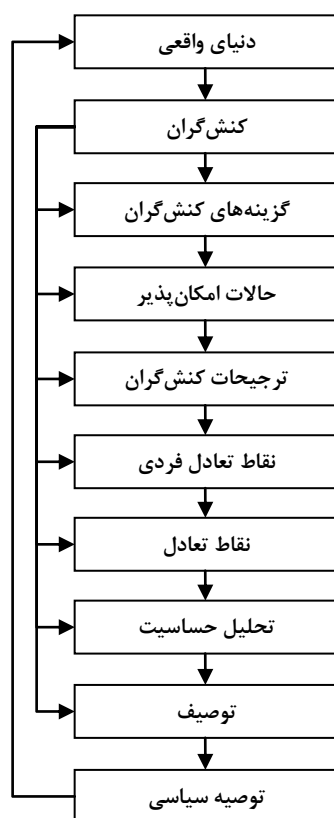 دنیای واقعی
کنش‌گران
گزینه‌های کنش‌گران
حالات امکان‌پذیر
ترجیحات کنش‌گران
نقاط تعادل فردی
نقاط تعادل
تحلیل حساسیت
توصیف
توصیه سیاسی